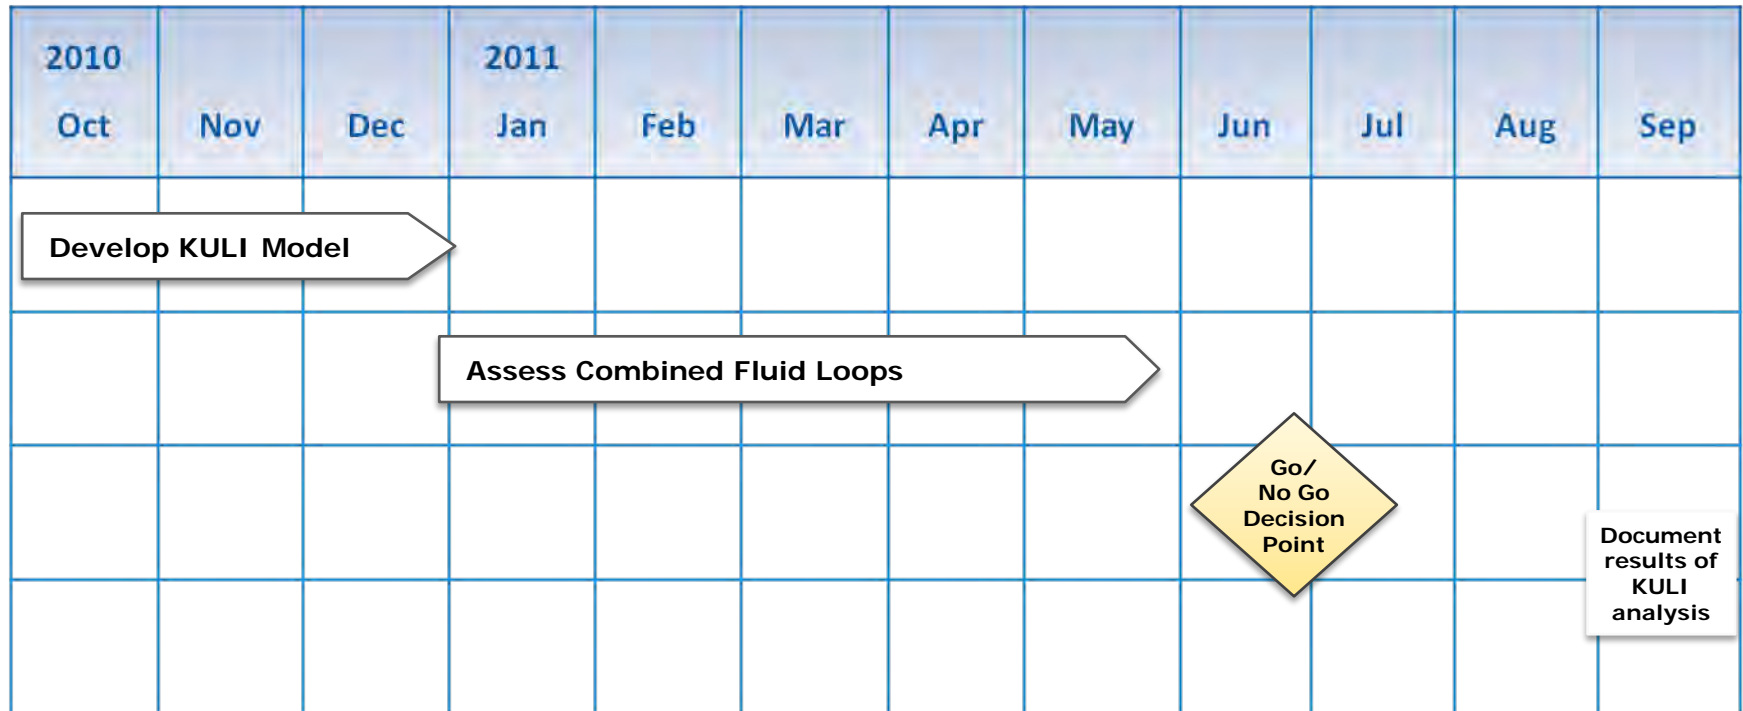 2010 2011
Oct Nov Dec Jan Feb Mar Apr May Jun Jul Aug Sep
Develop KULI Model
Assess Combined Fluid Loops
Go/
No Go
Decision
Point
Document
results of
KULI
analysis